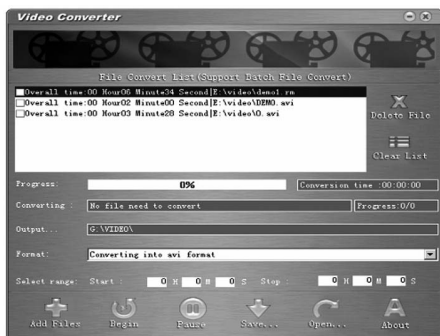 Video Converter
File Convert List(Support Batch File Convert)
Overall time:00 Hour06 Minute34 Second|E:\video\demo1.rm
Overall time:00 Hour02 Minute00 Second|E:\video\DEMO.avi
Overall time:00 Hour03 Minute28 Second|E:\video\0.avi
Delete File
Clear List
Progress: 0% Conversion time :00:00:00
Converting : No file need to convert Progress:0/0
Output... G:\VIDEO\
Format: Converting into avi format
Select range: Start : 0 H 0 M 0 S Stop : 0 H 0 M 0 S
Add Files Begin Pause Save... Open... About